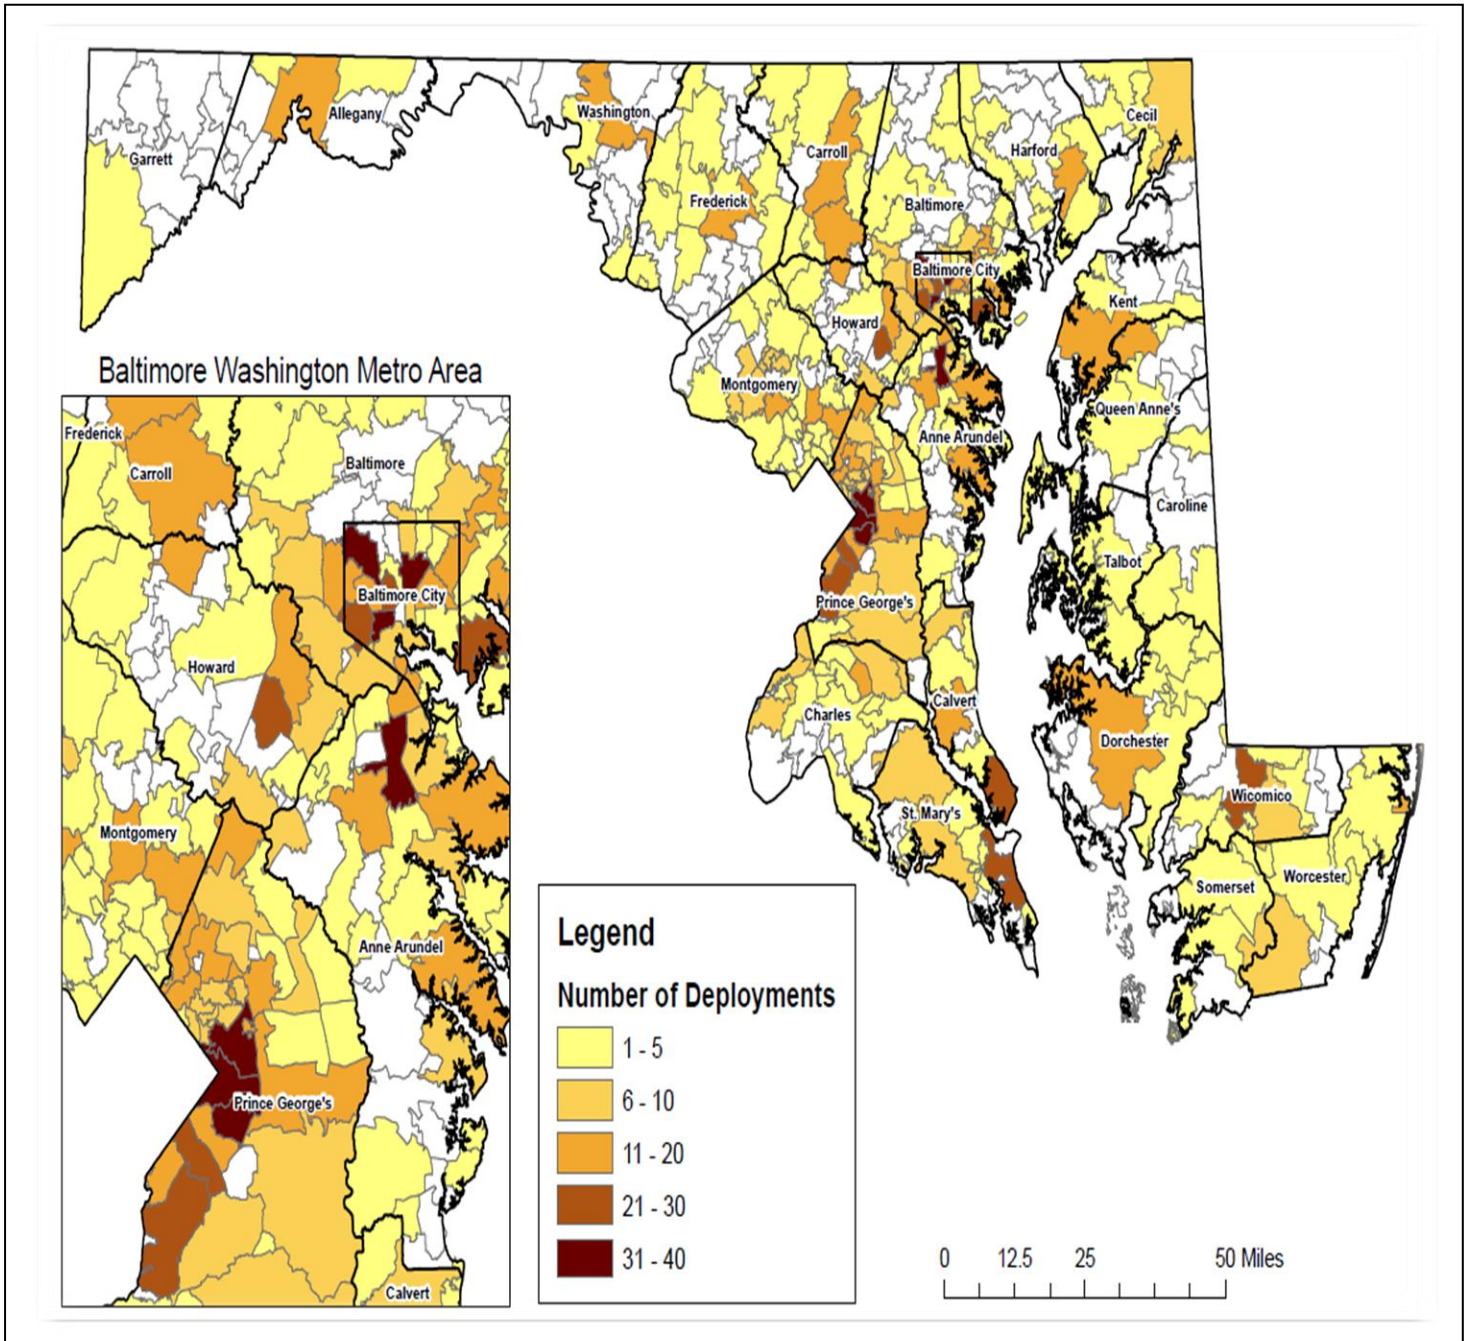 Garrett
Allegany
Washington
Frederick
Carroll
Baltimore
Harford
Cecil
Baltimore City
Howard
Montgomery
Kent
Queen Anne's
Anne Arundel
Caroline
Talbot
Prince George's
Charles
Calvert
St. Mary's
Dorchester
Wicomico
Somerset
Worcester
Baltimore Washington Metro Area
Frederick
Carroll
Baltimore
Baltimore City
Howard
Montgomery
Anne Arundel
Prince George's
Calvert
Legend
Number of Deployments
1 - 5
6 - 10
11 - 20
21 - 30
31 - 40
0 12.5 25 50 Miles